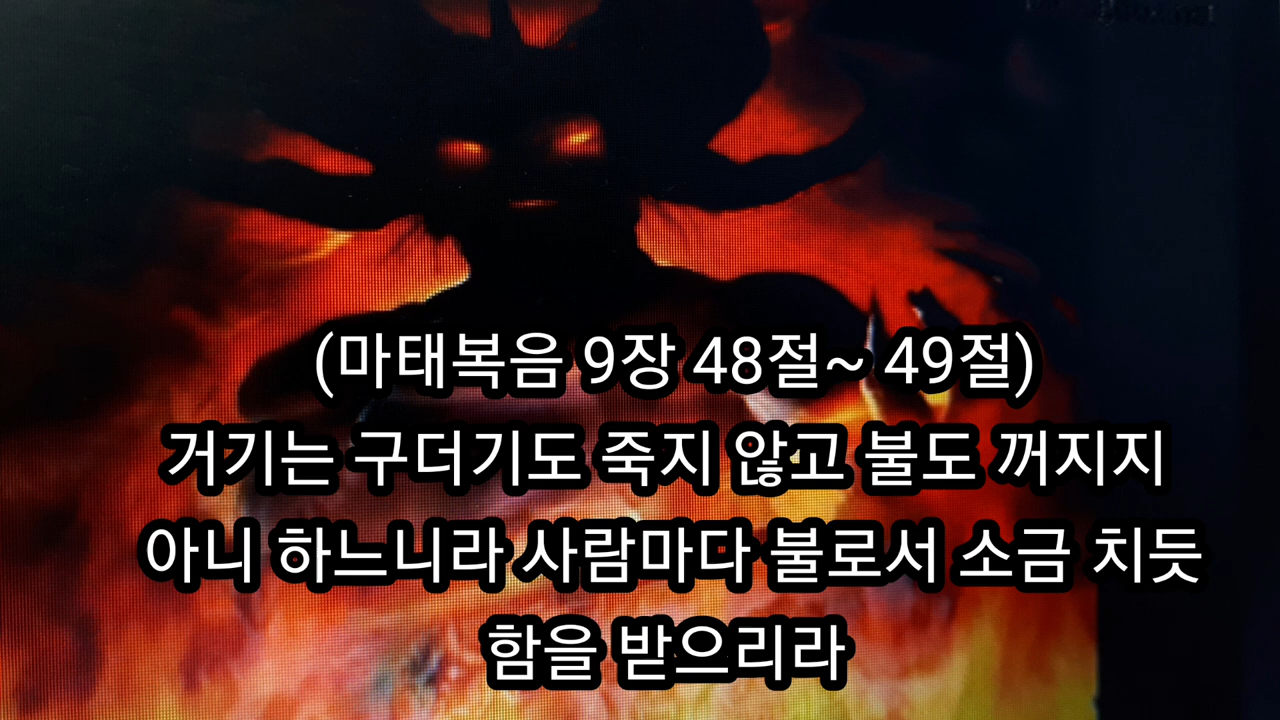 (마태복음 9장 48절~ 49절)
거기는 구더기도 죽지 않고 불도 꺼지지
아니 하느니라 사람마다 불로서 소금 치듯
함을 받으리라